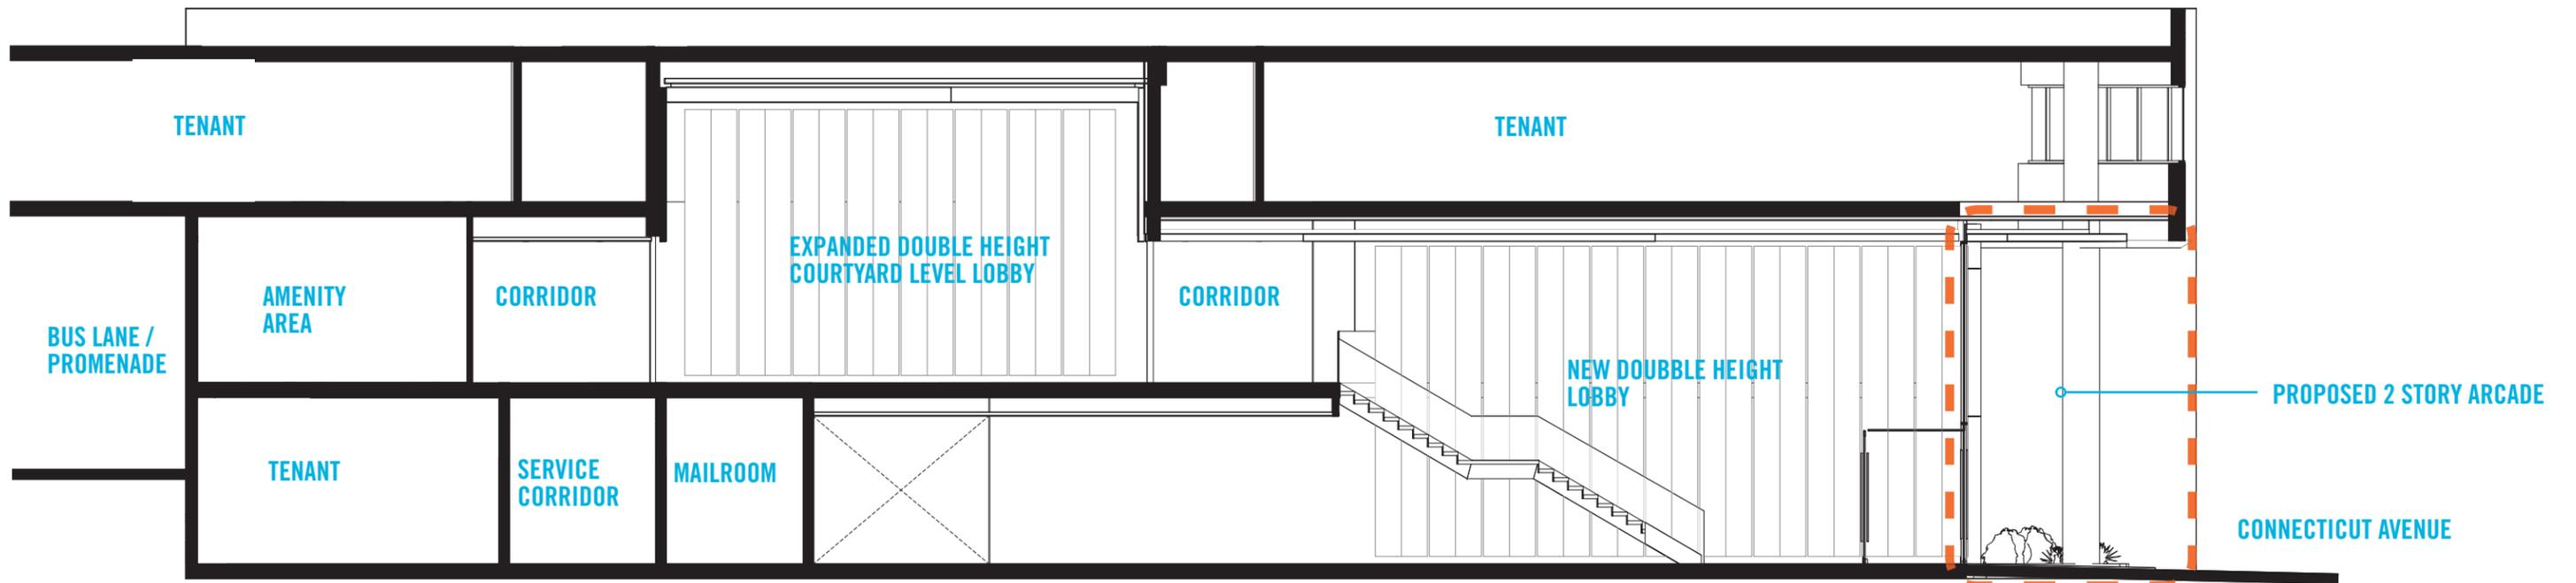 TENANT
TENANT
EXPANDED DOUBLE HEIGHT
COURTYARD LEVEL LOBBY
AMENITY
AREA
CORRIDOR
CORRIDOR
BUS LANE /
PROMENADE
NEW DOUBBLE HEIGHT
LOBBY
PROPOSED 2 STORY ARCADE
TENANT
SERVICE
CORRIDOR
MAILROOM
CONNECTICUT AVENUE